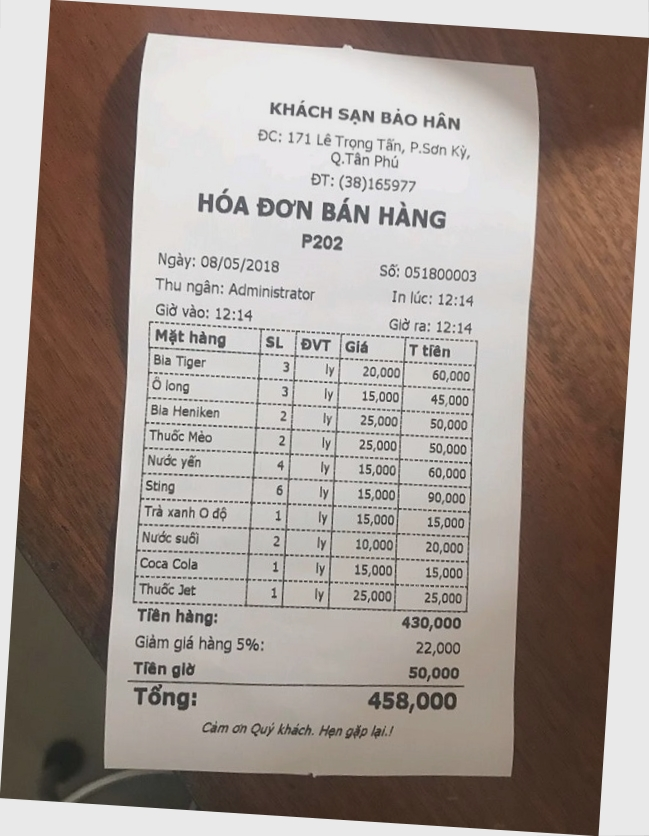 KHÁCH SẠN BẢO HÂN
ĐC: 171 Lê Trọng Tấn, P.Sơn Kỳ,
Q.Tân Phú
ĐT: (38)165977
HÓA ĐƠN BÁN HÀNG
P202
Ngày: 08/05/2018 Số: 051800003
Thu ngân: Administrator In lúc: 12:14
Giờ vào: 12:14 Giờ ra: 12:14
Mặt hàng SL ĐVT Giá T tiền
Bia Tiger 3 ly 20,000 60,000
Ô long 3 ly 15,000 45,000
Bia Heniken 2 ly 25,000 50,000
Thuốc Mèo 2 ly 25,000 50,000
Nước yến 4 ly 15,000 60,000
Sting 6 ly 15,000 90,000
Trà xanh O độ 1 ly 15,000 15,000
Nước suối 2 ly 10,000 20,000
Coca Cola 1 ly 15,000 15,000
Thuốc Jet 1 ly 25,000 25,000
Tiền hàng: 430,000
Giảm giá hàng 5%: 22,000
Tiền giờ 50,000
Tổng: 458,000
Cảm ơn Quý khách. Hẹn gặp lại.!